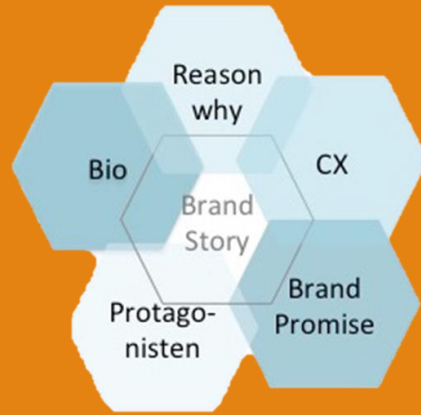 Reason
why
Bio
CX
Brand
Story
Brand
Promise
Protago-
nisten